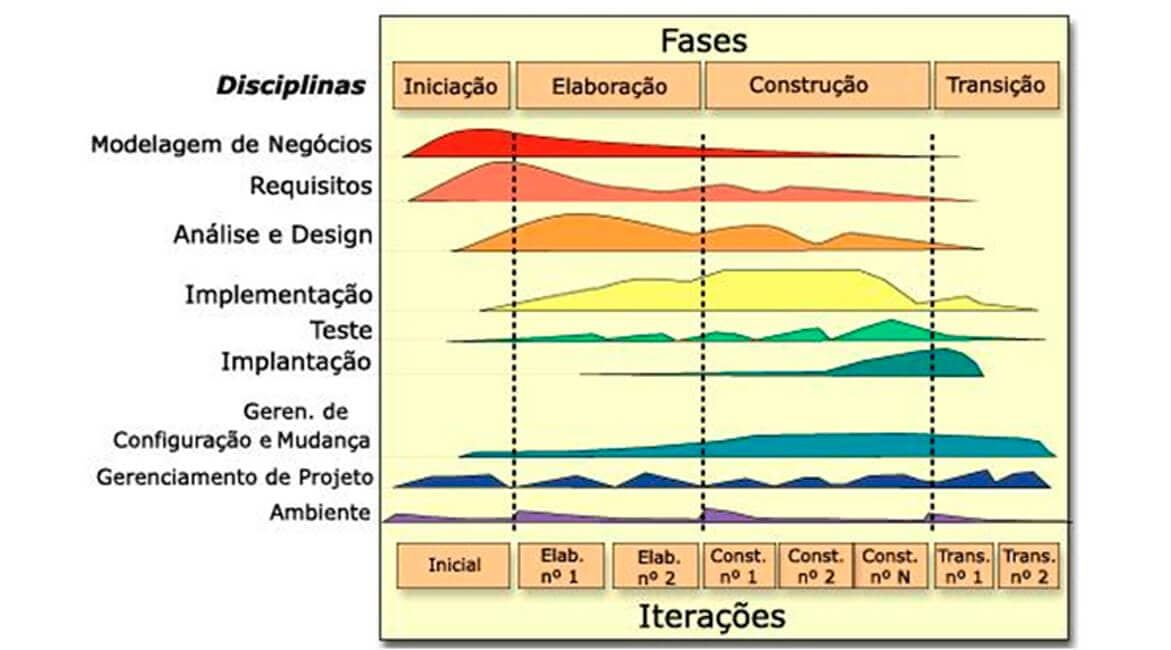 Fases
Disciplinas
Iniciação
Elaboração
Construção
Transição
Modelagem de Negócios
Requisitos
Análise e Design
Implementação
Teste
Implantação
Geren. de
Configuração e Mudança
Gerenciamento de Projeto
Ambiente
Inicial
Elab.
nº 1
Elab.
nº 2
Const.
nº 1
Const.
nº 2
Const.
nº N
Trans.
nº 1
Trans.
nº 2
Iterações